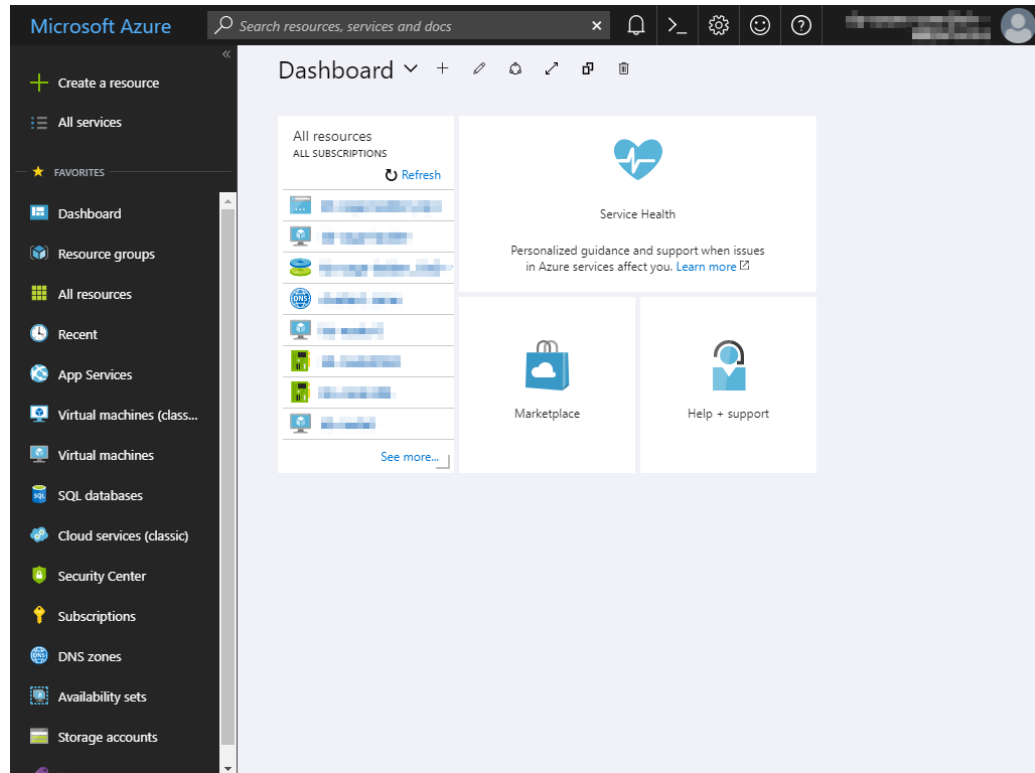 Microsoft Azure
Search resources, services and docs
Create a resource
All services
FAVORITES
Dashboard
Resource groups
All resources
Recent
App Services
Virtual machines (class...
Virtual machines
SQL databases
Cloud services (classic)
Security Center
Subscriptions
DNS zones
Availability sets
Storage accounts
Dashboard
All resources
ALL SUBSCRIPTIONS
Refresh
See more...
Service Health
Personalized guidance and support when issues
in Azure services affect you. Learn more
Marketplace
Help + support